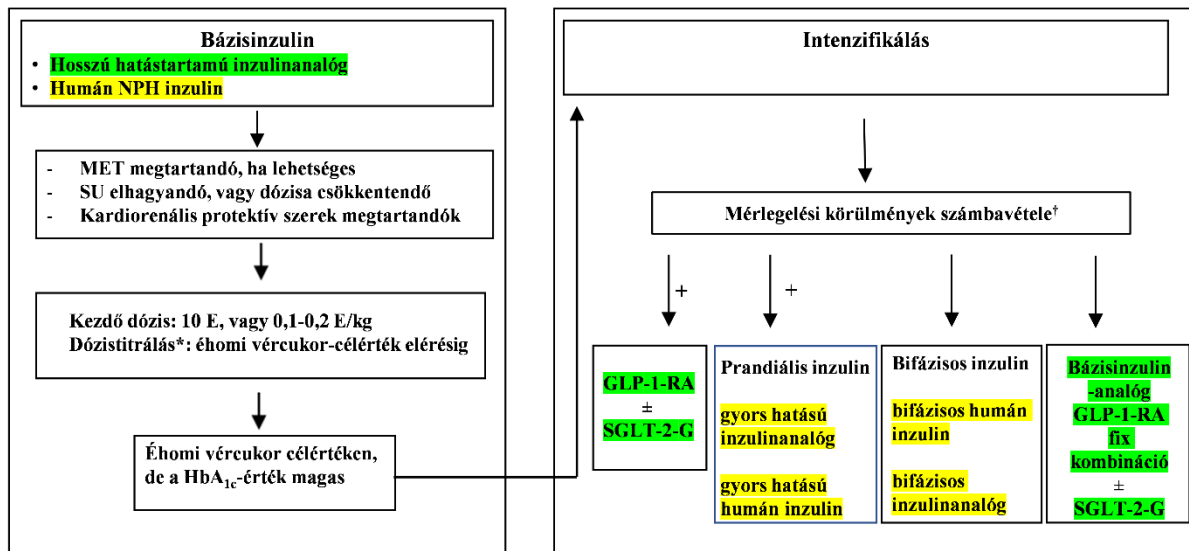 Bázisinzulin
• Hosszú hatástartamú inzulinanalóg
• Humán NPH inzulin
- MET megtartandó, ha lehetséges
- SU elhagyandó, vagy dózisa csökkentendő
- Kardiorenális protektív szerek megtartandók
Kezdő dózis: 10 E, vagy 0,1-0,2 E/kg
Dózistitrálás*: éhomi vércukor-célérték elérésig
Éhomi vércukor célértéken,
de a HbA1c-érték magas
Intenzifikálás
Mérlegelési körülmények számbavétele†
+
+
GLP-1-RA
±
SGLT-2-G
Prandiális inzulin
gyors hatású
inzulinanalóg
gyors hatású
humán inzulin
Bifázisos inzulin
bifázisos humán
inzulin
bifázisos
inzulinanalóg
Bázisinzulin
-analóg
GLP-1-RA
fix
kombináció
±
SGLT-2-G